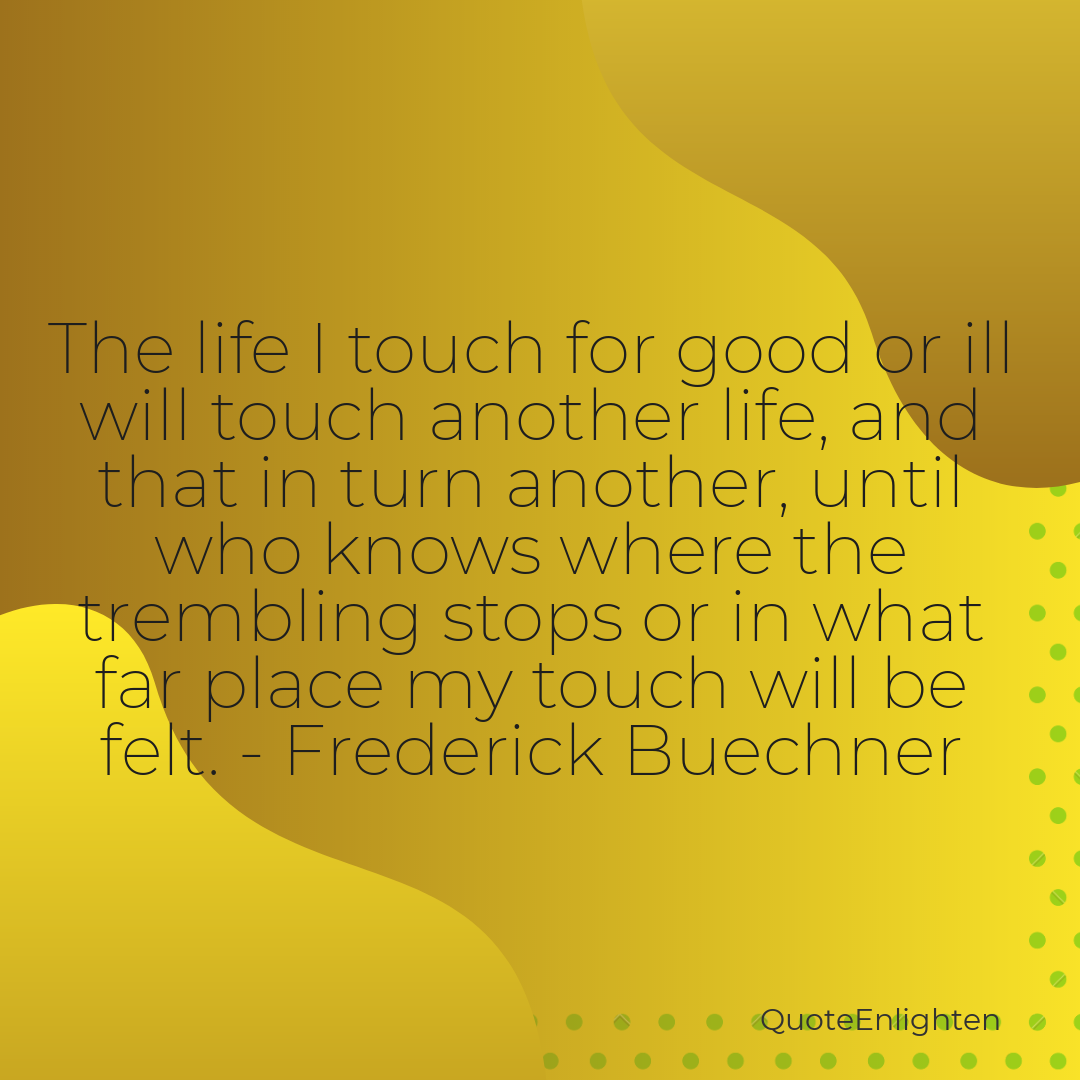 The life I touch for good or ill
will touch another life, and
that in turn another, until
who knows where the
trembling stops or in what
far place my touch will be
felt. - Frederick Buechner
QuoteEnlighten